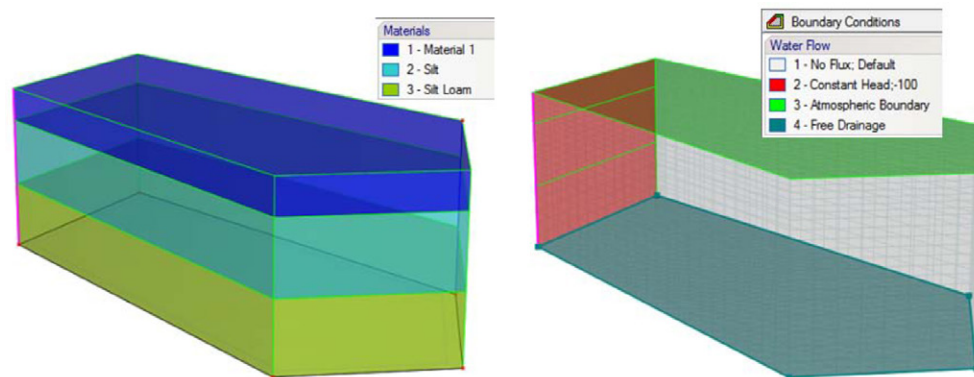 Materials
1 - Material 1
2 - Silt
3 - Silt Loam
Boundary Conditions
Water Flow
1 - No Flux; Default
2 - Constant Head;-100
3 - Atmospheric Boundary
4 - Free Drainage